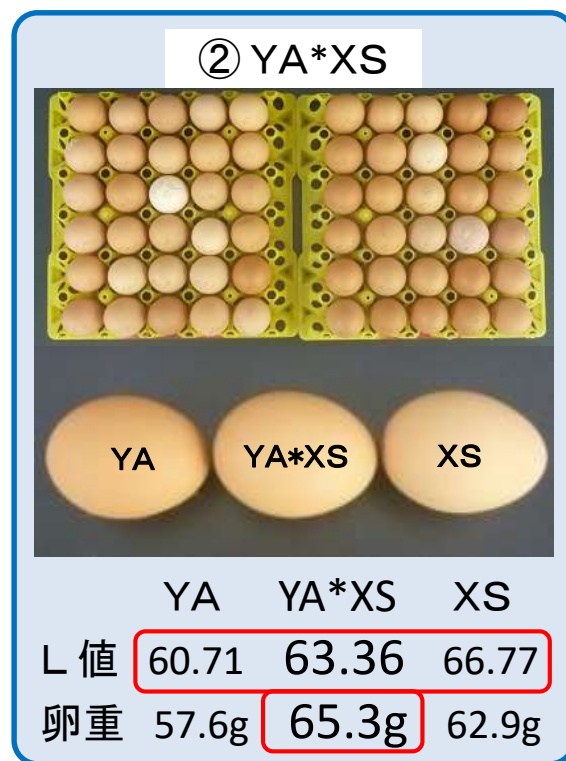 ② YA*XS
YA YA*XS XS
YA YA*XS XS
L値 60.71 63.36 66.77
卵重 57.6g 65.3g 62.9g